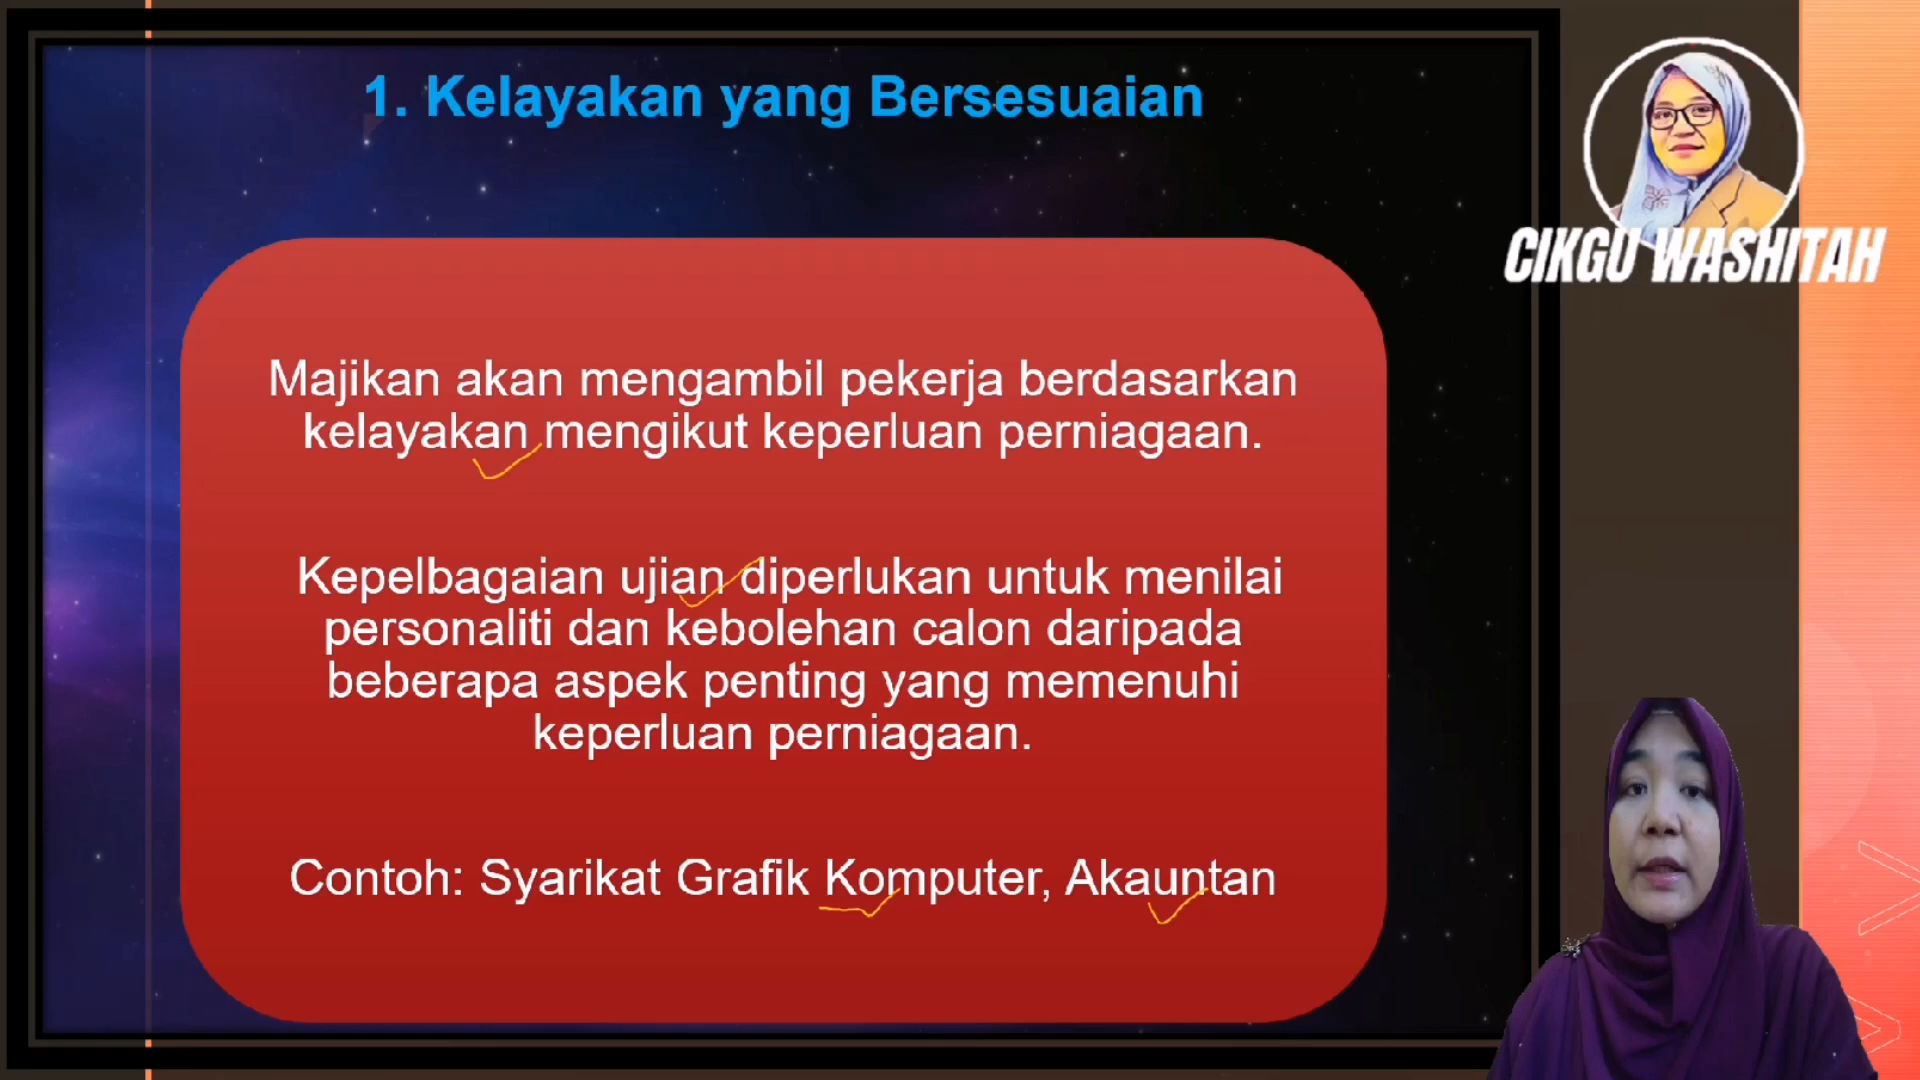 1. Kelayakan yang Bersesuaian
CIKGU WASHITAH
Majikan akan mengambil pekerja berdasarkan
kelayakan mengikut keperluan perniagaan.
Kepelbagaian ujian diperlukan untuk menilai
personaliti dan kebolehan calon daripada
beberapa aspek penting yang memenuhi
keperluan perniagaan.
Contoh: Syarikat Grafik Komputer, Akauntan